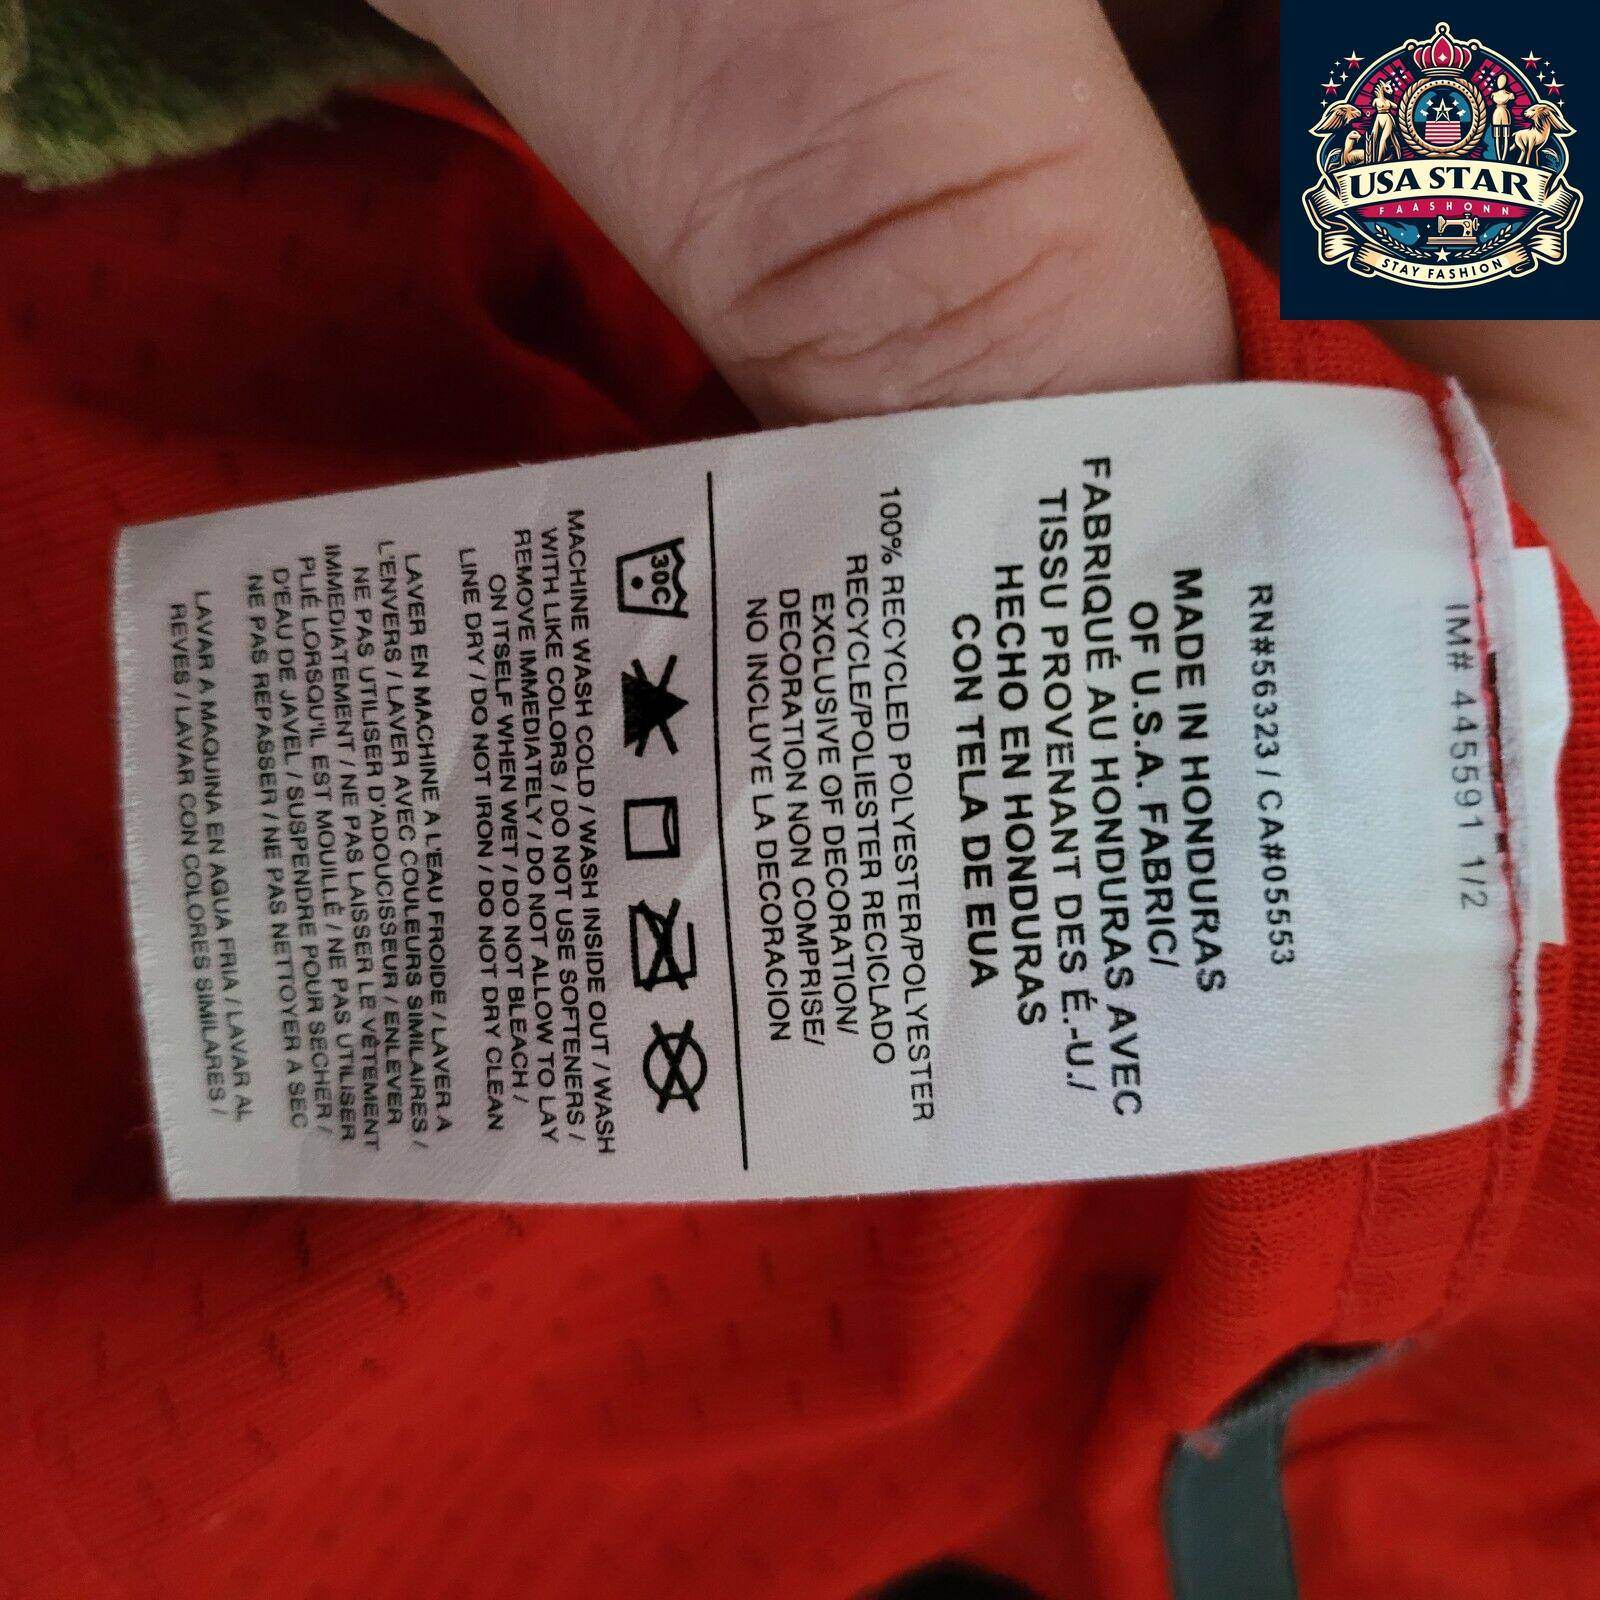 USA STAR
FAASHONN
STAY FASHION
IM# 445591 1/2
RN#56323 / CA#05553
MADE IN HONDURAS
OF U.S.A. FABRIC/
FABRIQUÉ AU HONDURAS AVEC
TISSU PROVENANT DES É.-U./
HECHO EN HONDURAS
CON TELA DE EUA
100% RECYCLED POLYESTER/POLYESTER
RECYCLE/POLIESTER RECICLADO
EXCLUSIVE OF DECORATION/
DECORATION NON COMPRISE/
NO INCLUYE LA DECORACION
30C
MACHINE WASH COLD / WASH INSIDE OUT / WASH
WITH LIKE COLORS / DO NOT USE SOFTENERS /
REMOVE IMMEDIATELY / DO NOT ALLOW TO LAY
ON ITSELF WHEN WET / DO NOT BLEACH /
LINE DRY / DO NOT IRON / DO NOT DRY CLEAN
LAVER EN MACHINE A L'EAU FROIDE / LAVER A
L'ENVERS / LAVER AVEC COULEURS SIMILAIRES /
NE PAS UTILISER D'ADOUCISSEUR / ENLEVER
IMMEDIATEMENT / NE PAS LAISSER LE VÊTEMENT
PLIÉ LORSQU'IL EST MOUILLÉ / NE PAS UTILISER
D'EAU DE JAVEL / SUSPENDRE POUR SECHER /
NE PAS REPASSER / NE PAS NETTOYER A SEC
LAVAR A MAQUINA EN AGUA FRIA / LAVAR AL
REVES / LAVAR CON COLORES SIMILARES /